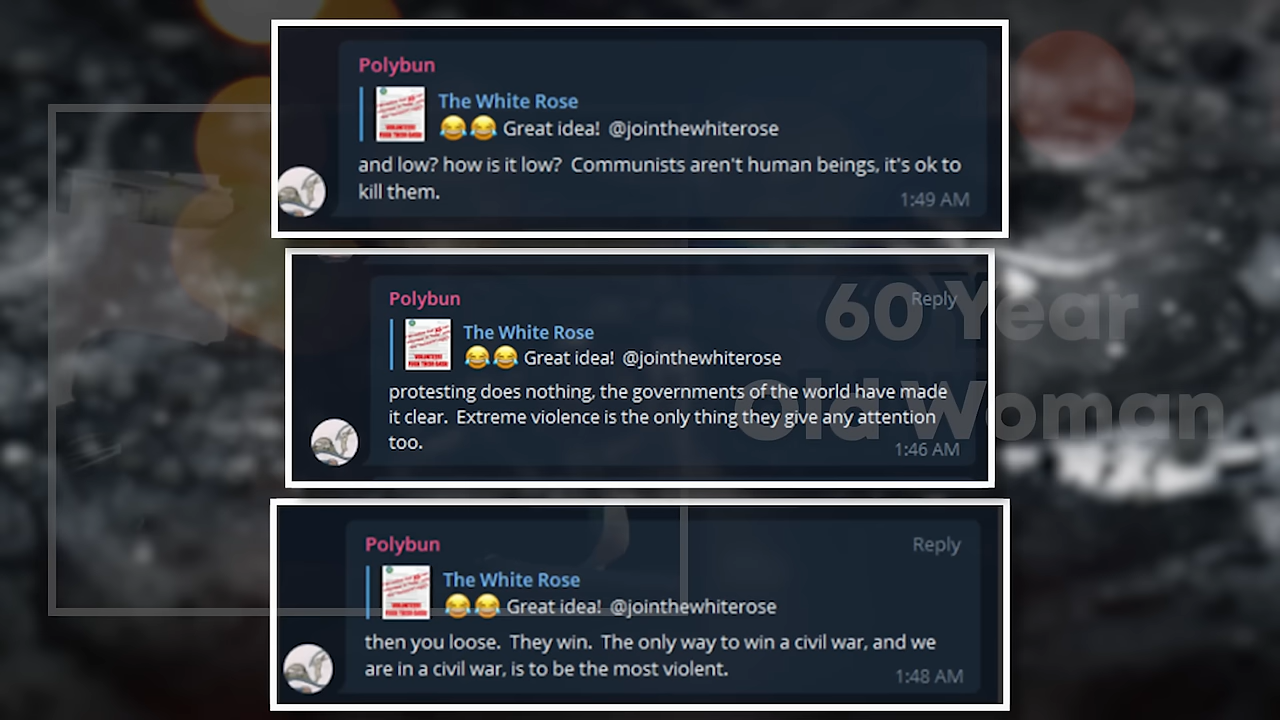 Polybun
The White Rose
😂😂 Great idea! @jointhewhiterose
and low? how is it low? Communists aren't human beings, it's ok to
kill them.
1:49 AM
Polybun
Reply
The White Rose
😂😂 Great idea! @jointhewhiterose
protesting does nothing, the governments of the world have made
it clear. Extreme violence is the only thing they give any attention
too.
1:46 AM
60 Year
Old Woman
Polybun
Reply
The White Rose
😂😂 Great idea! @jointhewhiterose
then you loose. They win. The only way to win a civil war, and we
are in a civil war, is to be the most violent.
1:48 AM